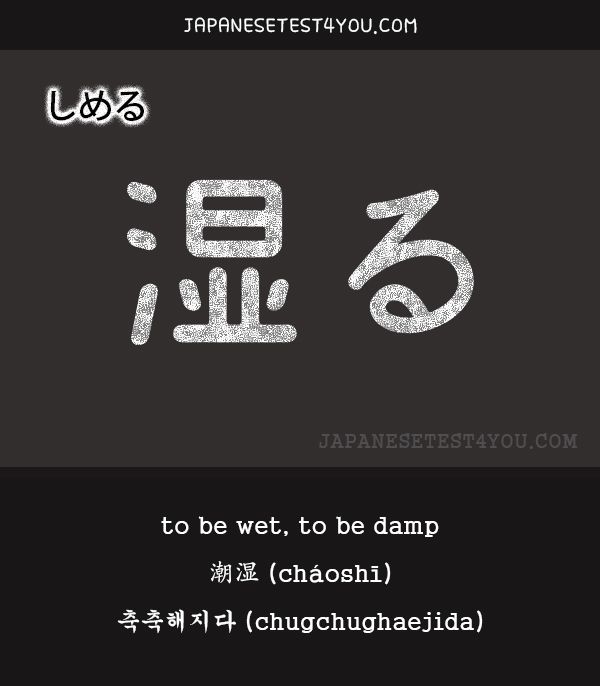 JAPANESETEST4YOU.COM
しめる
湿る
JAPANESETEST4YOU.COM
to be wet, to be damp
潮湿 (cháoshī)
축축해지다 (chugchughaejida)